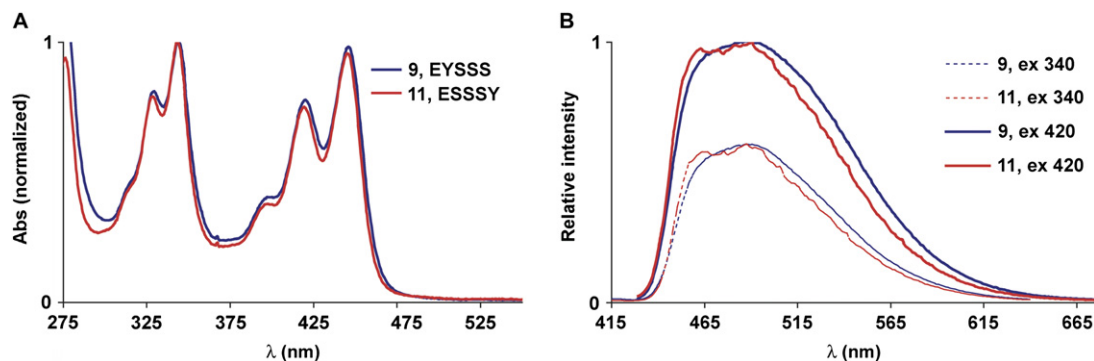 A
1
Abs (normalized)
0
275
325
375
425
475
525
λ (nm)
9, EYSSS
11, ESSSY
B
1
Relative intensity
0
415
465
515
565
615
665
λ (nm)
9, ex 340
11, ex 340
9, ex 420
11, ex 420